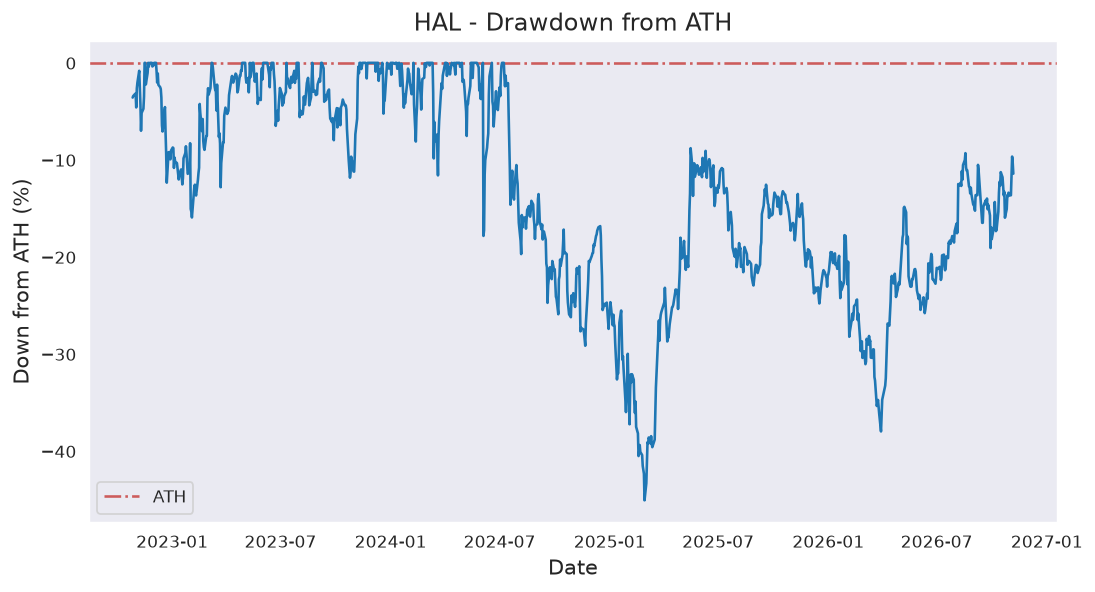 HAL - Drawdown from ATH
Down from ATH (%)
0
−10
−20
−30
−40
ATH
2023-01 2023-07 2024-01 2024-07 2025-01 2025-07 2026-01 2026-07 2027-01
Date